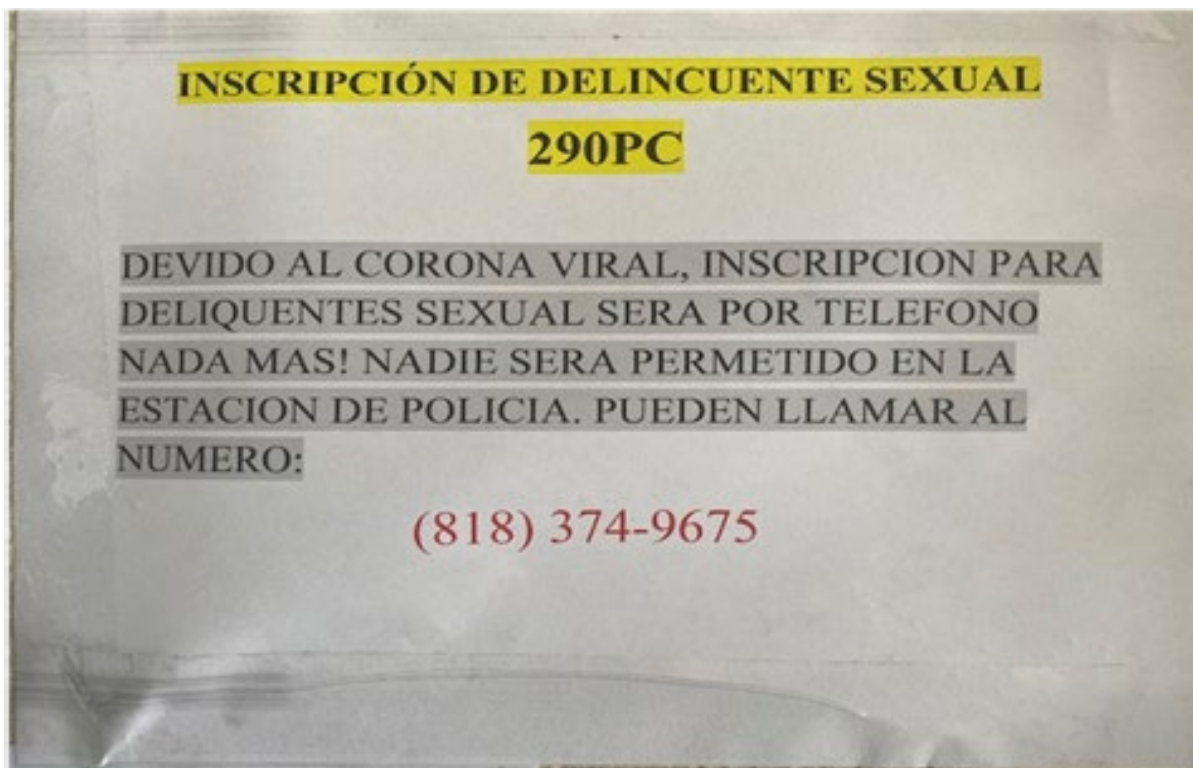 INSCRIPCIÓN DE DELINCUENTE SEXUAL
290PC
DEVIDO AL CORONA VIRAL, INSCRIPCION PARA
DELIQUENTES SEXUAL SERA POR TELEFONO
NADA MAS! NADIE SERA PERMETIDO EN LA
ESTACION DE POLICIA. PUEDEN LLAMAR AL
NUMERO:
(818) 374-9675